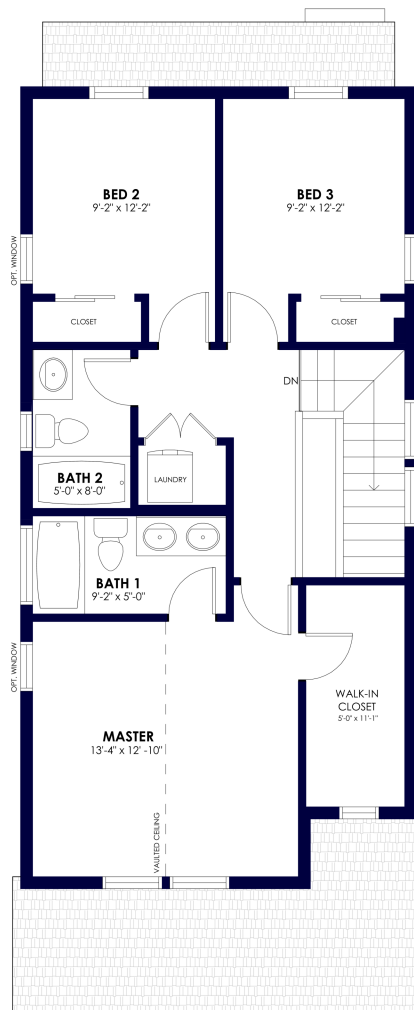 BED 2
9'-2" x 12'-2"
BED 3
9'-2" x 12'-2"
OPT. WINDOW
CLOSET
CLOSET
DN
BATH 2
5'-0" x 8'-0"
LAUNDRY
BATH 1
9'-2" x 5"-0"
OPT. WINDOW
WALK-IN
CLOSET
5'-0" x 11'-1"
MASTER
13'-4" x 12' -10"
VAULTED CEILING